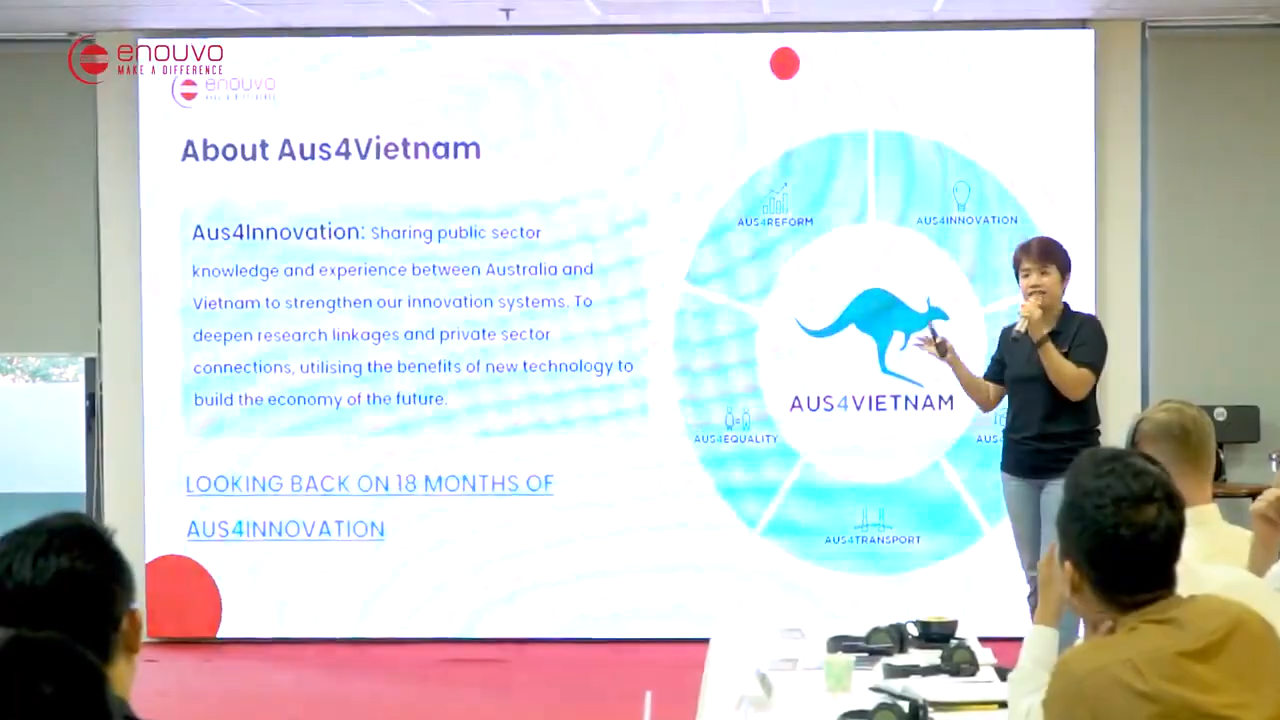 enouvo
MAKE A DIFFERENCE
enouvo
About Aus4Vietnam
Aus4Innovation: Sharing public sector
knowledge and experience between Australia and
Vietnam to strengthen our innovation systems. To
deepen research linkages and private sector
connections, utilising the benefits of new technology to
build the economy of the future.
LOOKING BACK ON 18 MONTHS OF
AUS4INNOVATION
AUS4REFORM
AUS4INNOVATION
AUS4VIETNAM
AUS4EQUALITY
AUS4TRANSPORT